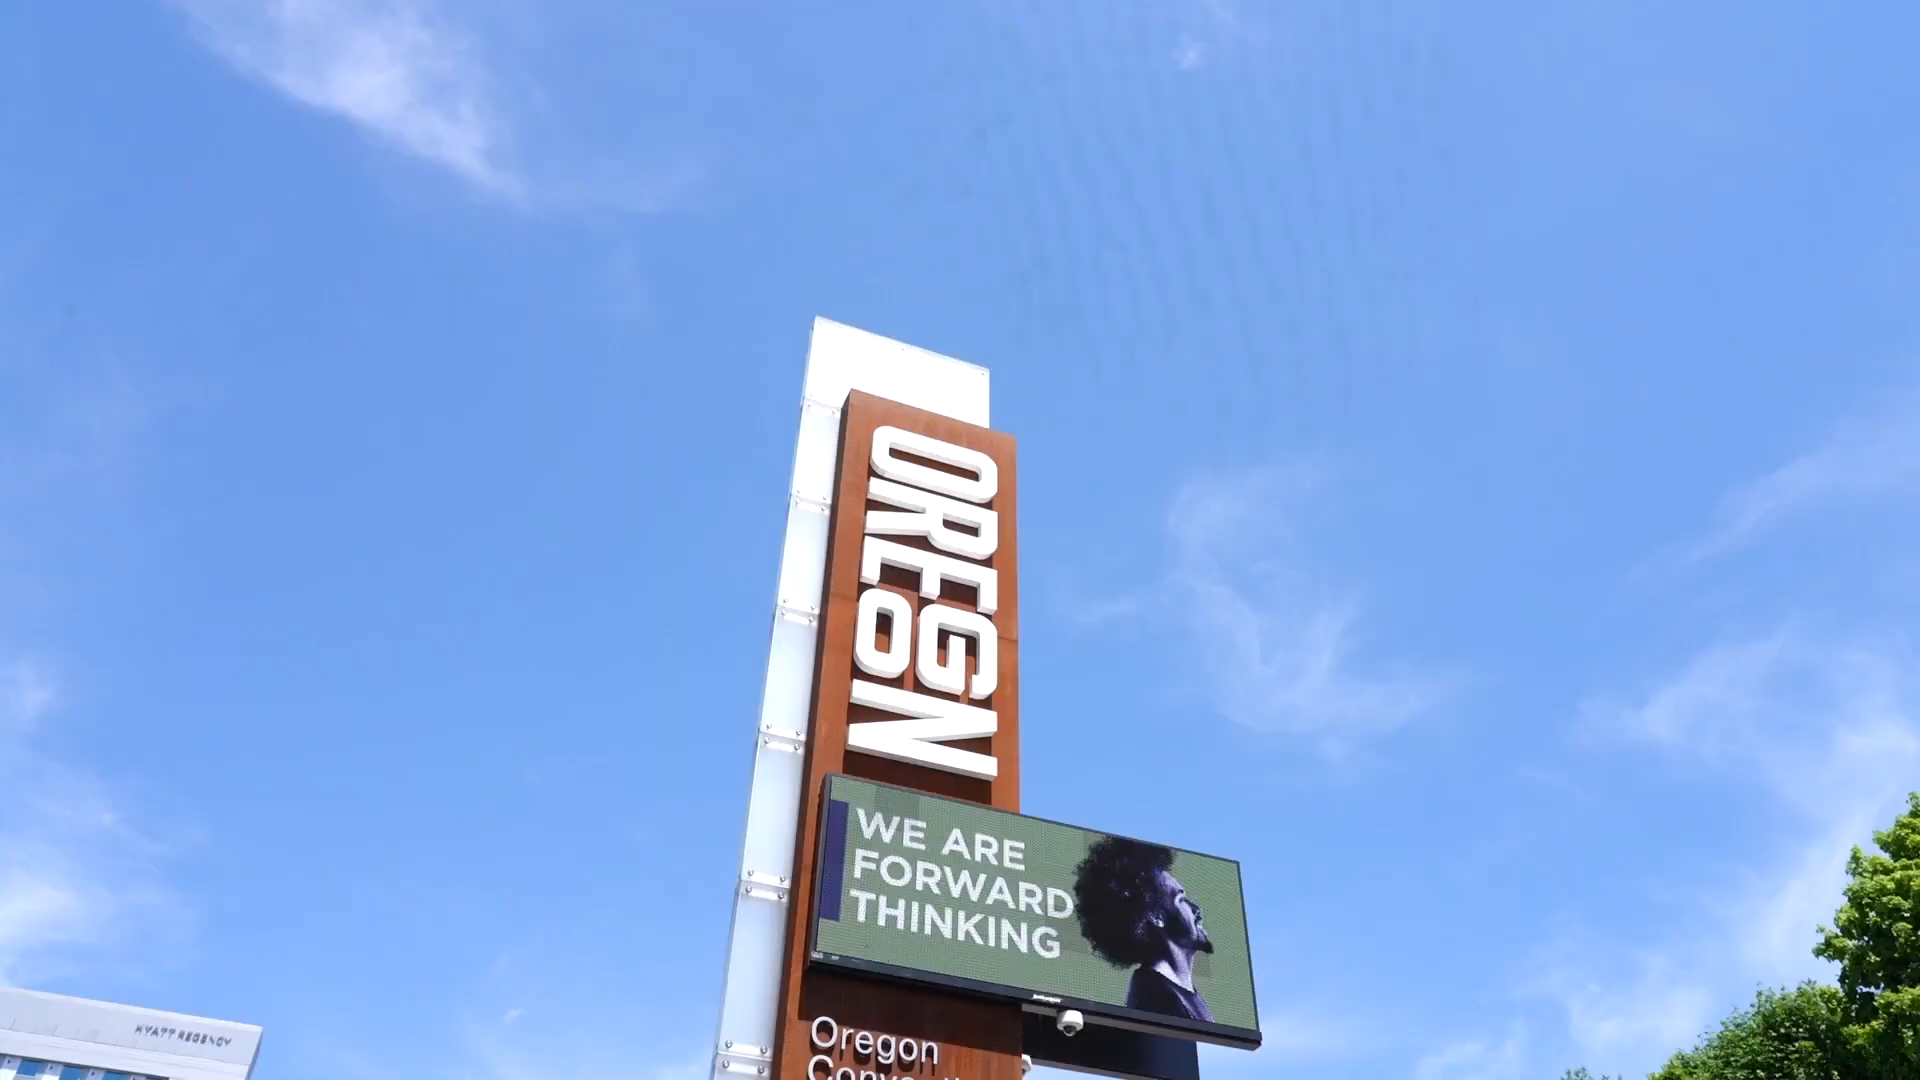 OREGON
WE ARE
FORWARD
THINKING
Oregon
HYATT REGENCY